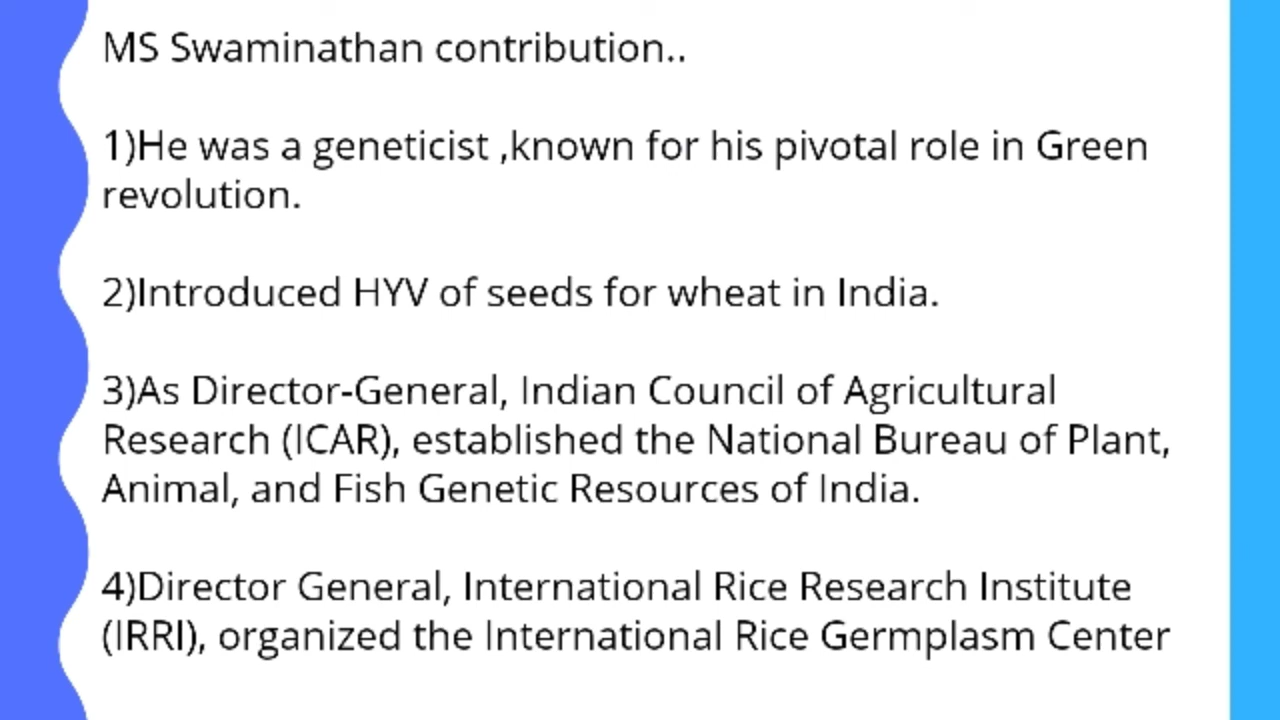 MS Swaminathan contribution..
1)He was a geneticist ,known for his pivotal role in Green
revolution.
2)Introduced HYV of seeds for wheat in India.
3)As Director-General, Indian Council of Agricultural
Research (ICAR), established the National Bureau of Plant,
Animal, and Fish Genetic Resources of India.
4)Director General, International Rice Research Institute
(IRRI), organized the International Rice Germplasm Center